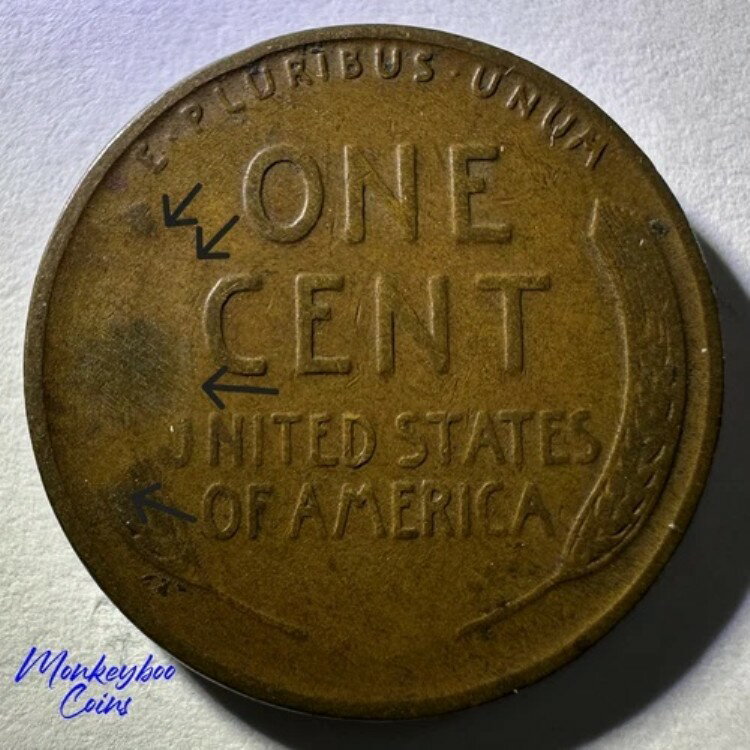 E · PLURIBUS · UNUM
ONE
CENT
UNITED STATES
OF AMERICA
Monkeyboo
Coins